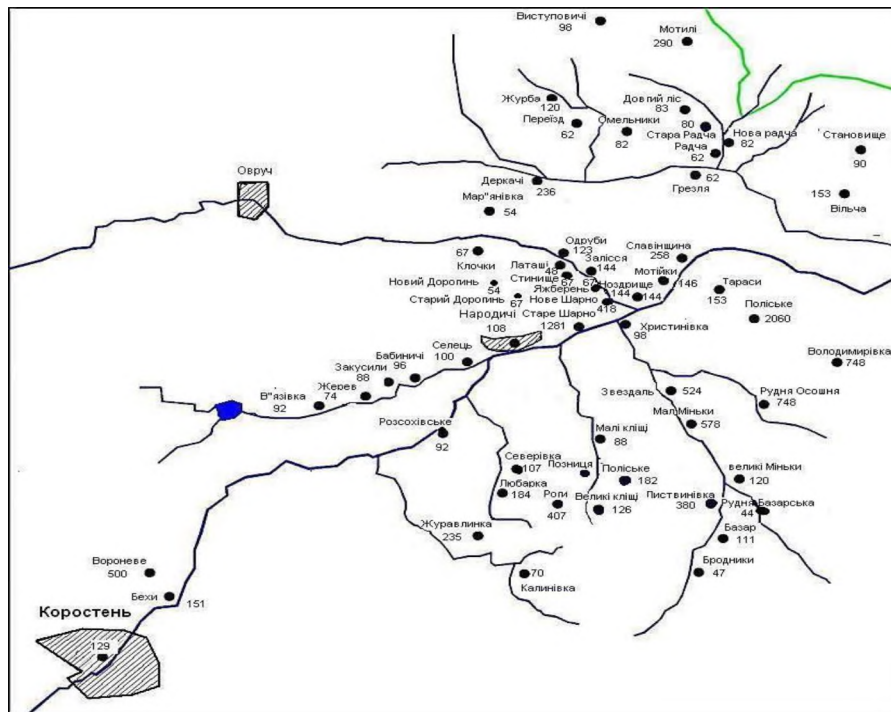 Виступовичі
98
Мотилі
290
Журба
120
Переїзд
62
Омельники
82
Довгий ліс
83
80
Стара Радча
Радча
62
Нова радча
82
Становище
90
Овруч
Деркачі
236
Мар"янівка
54
62
Грезля
153
Вільча
Одруби
123
Славінщина
258
67
Клочки
Латаші
48
Залісся
144
Стинище
67
67
Мотійки
146
Новий Дорогинь
54
Яжберень
Ноздрище
144
144
Тараси
153
Старий Дорогинь
67
Нове Шарно
418
Народичі
108
Старе Шарно
1281
Христинівка
98
Поліське
2060
Селець
100
Бабиничі
96
Закусили
88
Жерев
74
В"язівка
92
Володимирівка
748
Звездаль
524
Рудня Осошня
748
Мал.Міньки
578
Розсохівське
92
Малі кліщі
88
Северівка
107
Позниця
Поліське
182
великі Міньки
120
Любарка
184
Роги
407
Великі кліщі
126
Листвинівка
380
Рудня Базарська
44
Журавлинка
235
Базар
111
Вороневе
500
70
Калинівка
Бродники
47
Бехи
151
Коростень
129